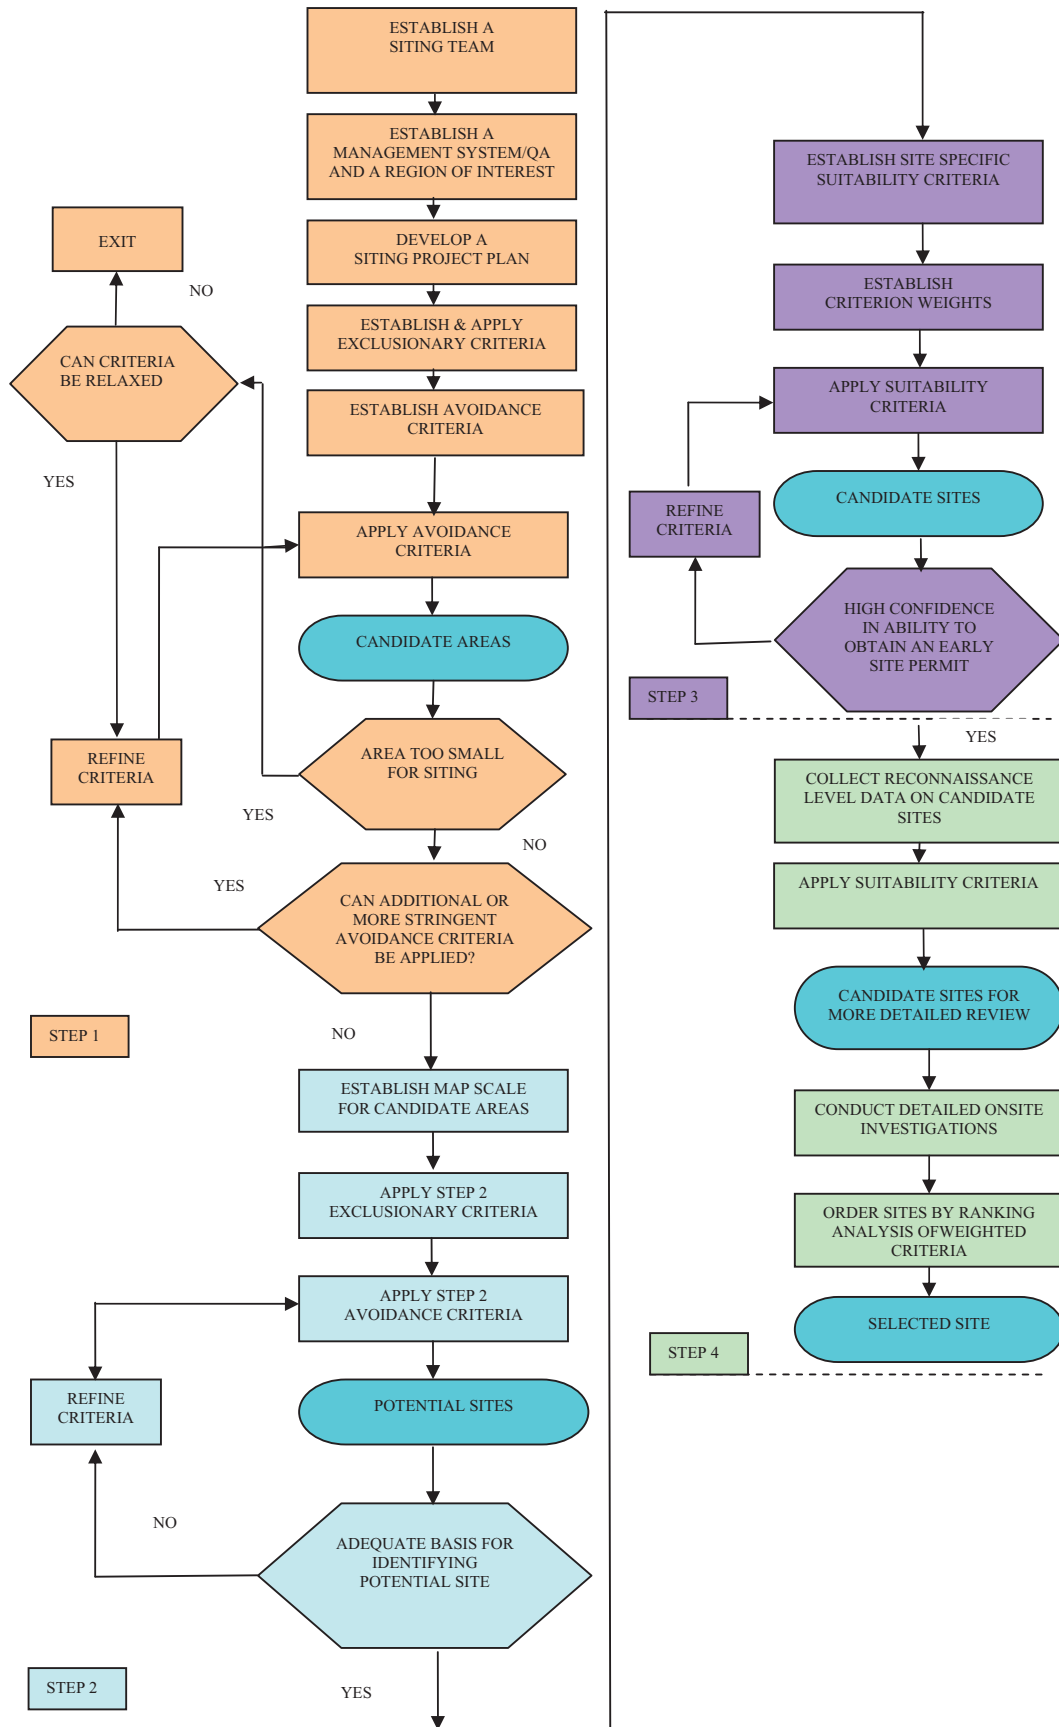 ESTABLISH A
SITING TEAM
ESTABLISH A
MANAGEMENT SYSTEM/QA
AND A REGION OF INTEREST
DEVELOP A
SITING PROJECT PLAN
ESTABLISH & APPLY
EXCLUSIONARY CRITERIA
ESTABLISH AVOIDANCE
CRITERIA
APPLY AVOIDANCE
CRITERIA
CANDIDATE AREAS
AREA TOO SMALL
FOR SITING
YES
NO
EXIT
NO
CAN CRITERIA
BE RELAXED
YES
REFINE
CRITERIA
YES
CAN ADDITIONAL OR
MORE STRINGENT
AVOIDANCE CRITERIA
BE APPLIED?
STEP 1
NO
ESTABLISH MAP SCALE
FOR CANDIDATE AREAS
APPLY STEP 2
EXCLUSIONARY CRITERIA
APPLY STEP 2
AVOIDANCE CRITERIA
REFINE
CRITERIA
POTENTIAL SITES
NO
ADEQUATE BASIS FOR
IDENTIFYING
POTENTIAL SITE
STEP 2
YES
ESTABLISH SITE SPECIFIC
SUITABILITY CRITERIA
ESTABLISH
CRITERION WEIGHTS
APPLY SUITABILITY
CRITERIA
CANDIDATE SITES
REFINE
CRITERIA
HIGH CONFIDENCE
IN ABILITY TO
OBTAIN AN EARLY
SITE PERMIT
STEP 3
YES
COLLECT RECONNAISSANCE
LEVEL DATA ON CANDIDATE
SITES
APPLY SUITABILITY CRITERIA
CANDIDATE SITES FOR
MORE DETAILED REVIEW
CONDUCT DETAILED ONSITE
INVESTIGATIONS
ORDER SITES BY RANKING
ANALYSIS OFWEIGHTED
CRITERIA
SELECTED SITE
STEP 4